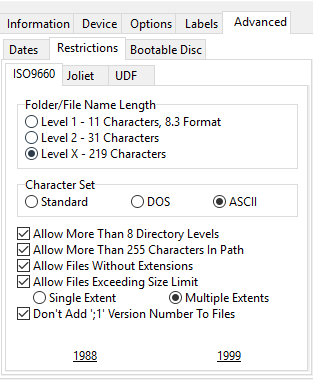 Information Device Options Labels Advanced
Dates Restrictions Bootable Disc
ISO9660 Joliet UDF
Folder/File Name Length
Level 1 - 11 Characters, 8.3 Format
Level 2 - 31 Characters
Level X - 219 Characters
Character Set
Standard DOS ASCII
Allow More Than 8 Directory Levels
Allow More Than 255 Characters In Path
Allow Files Without Extensions
Allow Files Exceeding Size Limit
Single Extent Multiple Extents
Don't Add ';1' Version Number To Files
1988 1999